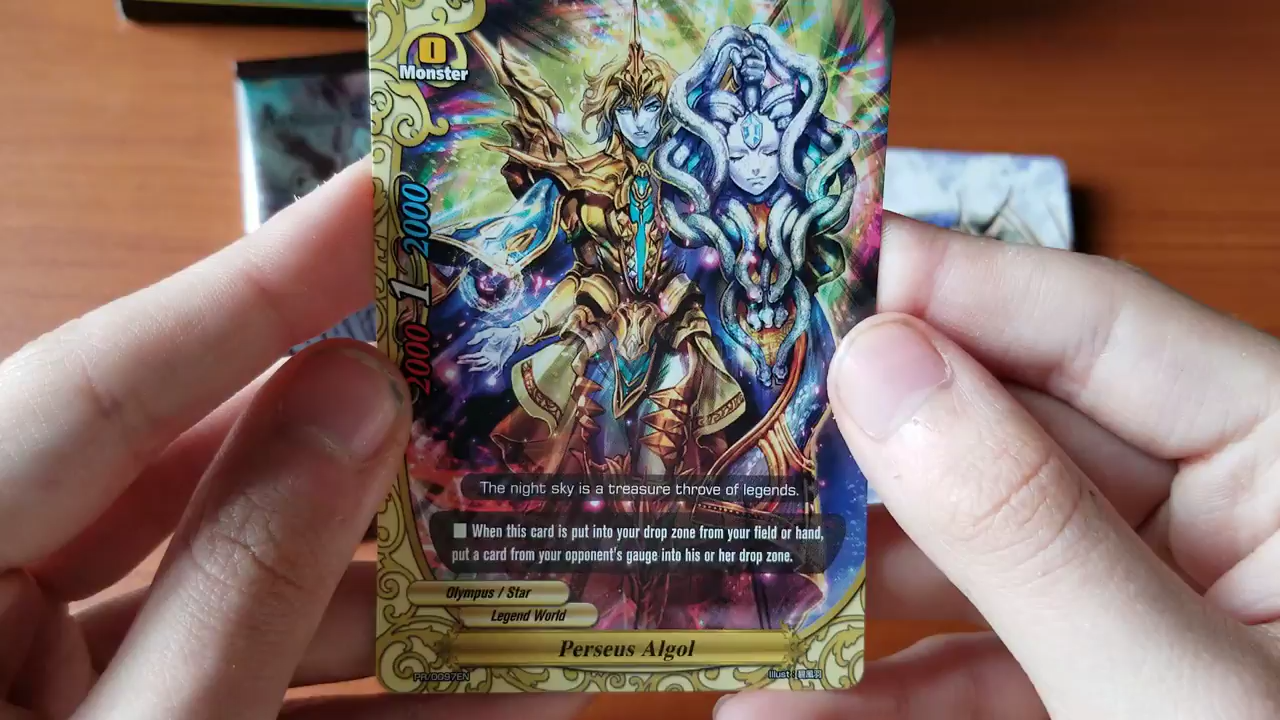 0
Monster
2000 1 2000
The night sky is a treasure throve of legends.
When this card is put into your drop zone from your field or hand,
put a card from your opponent's gauge into his or her drop zone.
Olympus / Star
Legend World
Perseus Algol
PR/0097EN
Illust: